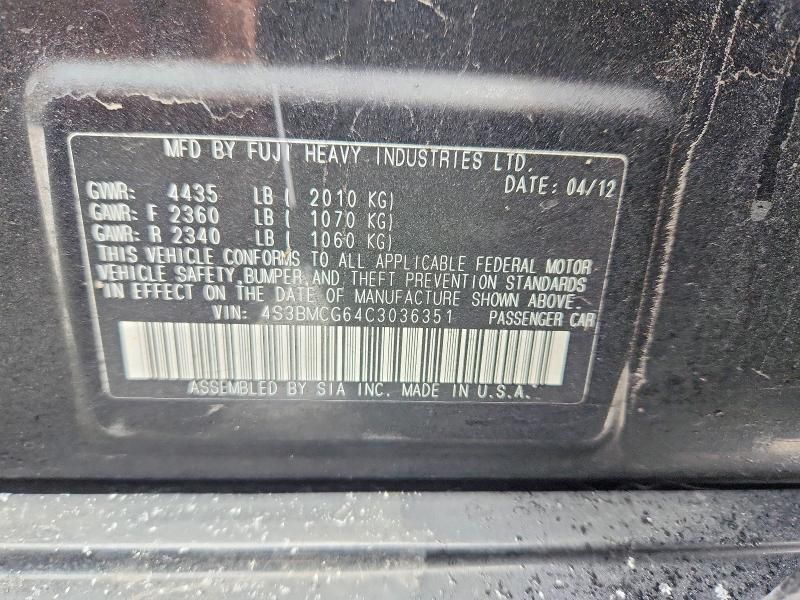 MFD BY FUJI HEAVY INDUSTRIES LTD.
DATE: 04/12
GVWR: 4435 LB ( 2010 KG)
GAWR: F 2360 LB ( 1070 KG)
GAWR: R 2340 LB ( 1060 KG)
THIS VEHICLE CONFORMS TO ALL APPLICABLE FEDERAL MOTOR
VEHICLE SAFETY, BUMPER, AND THEFT PREVENTION STANDARDS
IN EFFECT ON THE DATE OF MANUFACTURE SHOWN ABOVE.
VIN: 4S3BMCG64C3036351 PASSENGER CAR
ASSEMBLED BY SIA INC. MADE IN U.S.A.